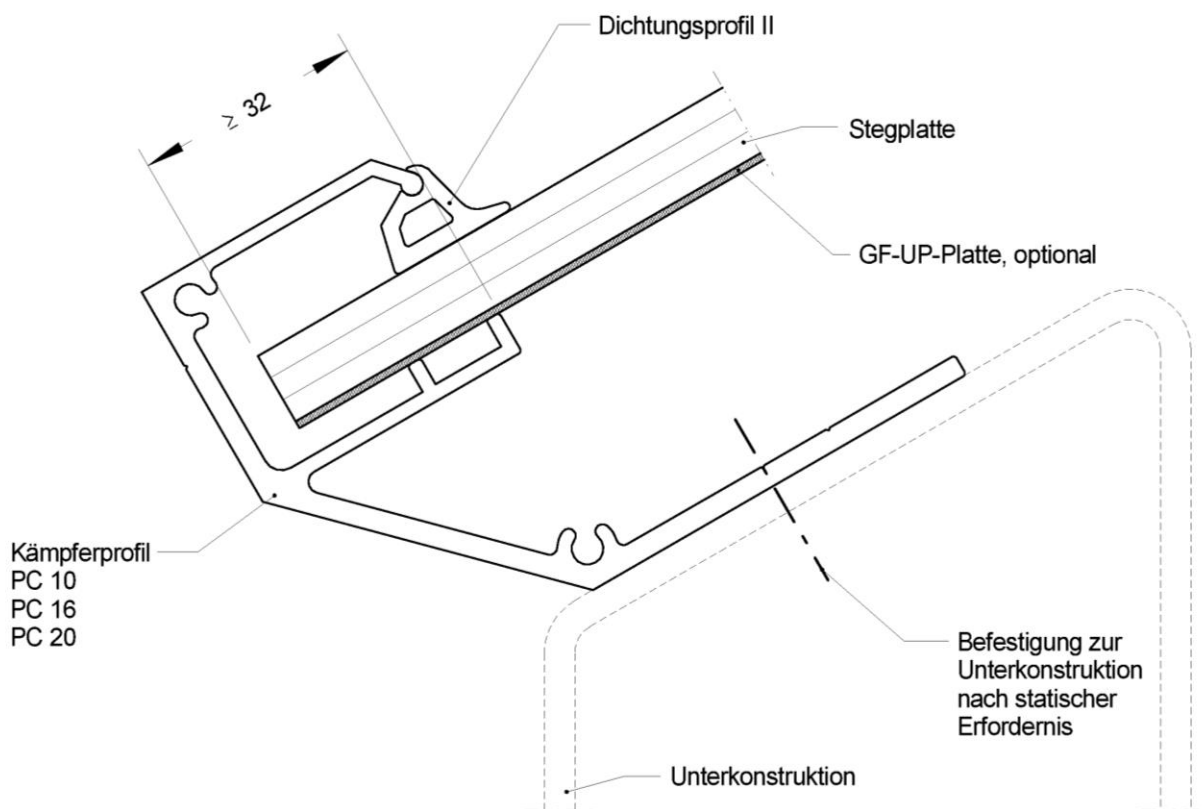 Dichtungsprofil II
≥ 32
Stegplatte
GF-UP-Platte, optional
Kämpferprofil
PC 10
PC 16
PC 20
Befestigung zur
Unterkonstruktion
nach statischer
Erfordernis
Unterkonstruktion